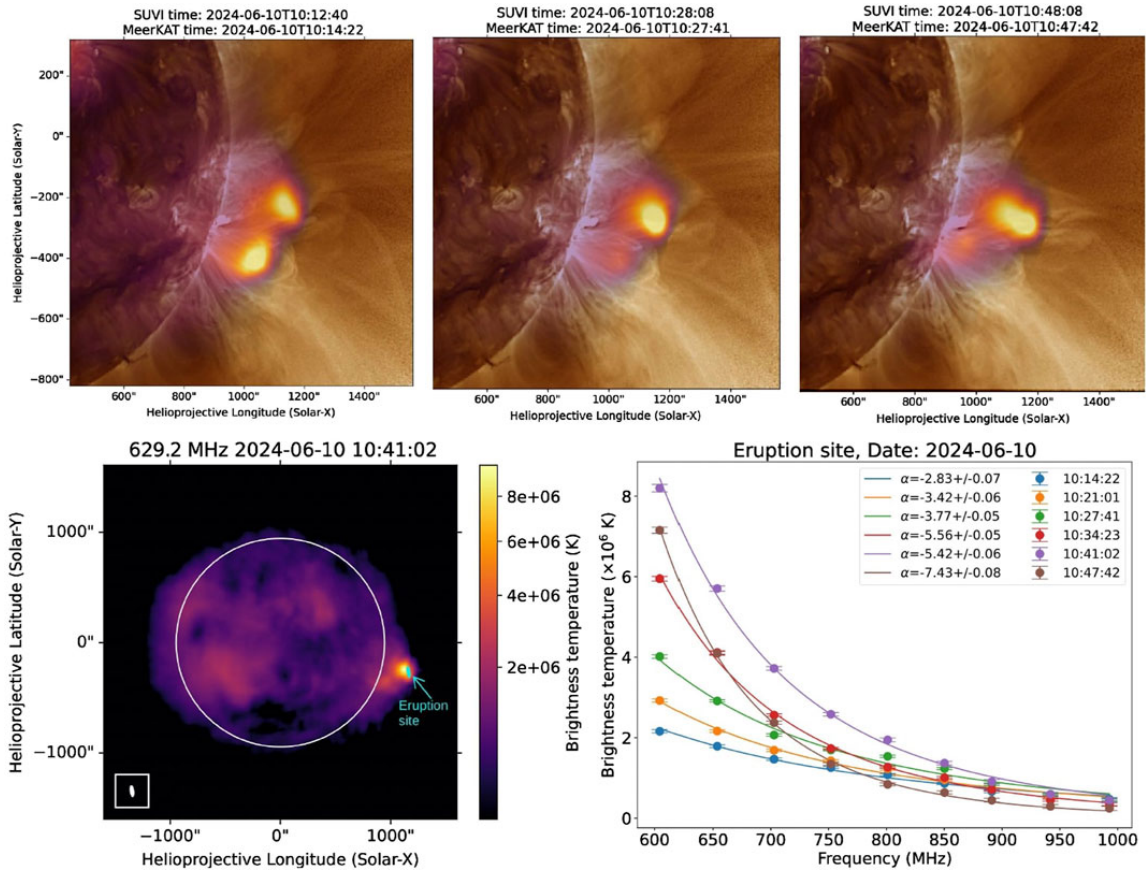 SUVI time: 2024-06-10T10:12:40
MeerKAT time: 2024-06-10T10:14:22
SUVI time: 2024-06-10T10:28:08
MeerKAT time: 2024-06-10T10:27:41
SUVI time: 2024-06-10T10:48:08
MeerKAT time: 2024-06-10T10:47:42
Helioprojective Latitude (Solar-Y)
200"
0"
−200"
−400"
−600"
−800"
600" 800" 1000" 1200" 1400"
Helioprojective Longitude (Solar-X)
600" 800" 1000" 1200" 1400"
Helioprojective Longitude (Solar-X)
600" 800" 1000" 1200" 1400"
Helioprojective Longitude (Solar-X)
629.2 MHz 2024-06-10 10:41:02
Helioprojective Latitude (Solar-Y)
1000"
0"
−1000"
Eruption
site
−1000" 0" 1000"
Helioprojective Longitude (Solar-X)
8e+06
6e+06
4e+06
2e+06
Brightness temperature (K)
Eruption site, Date: 2024-06-10
Brightness temperature (×10⁶ K)
8
6
4
2
0
α=-2.83+/-0.07 10:14:22
α=-3.42+/-0.06 10:21:01
α=-3.77+/-0.05 10:27:41
α=-5.56+/-0.05 10:34:23
α=-5.42+/-0.06 10:41:02
α=-7.43+/-0.08 10:47:42
600 650 700 750 800 850 900 950 1000
Frequency (MHz)